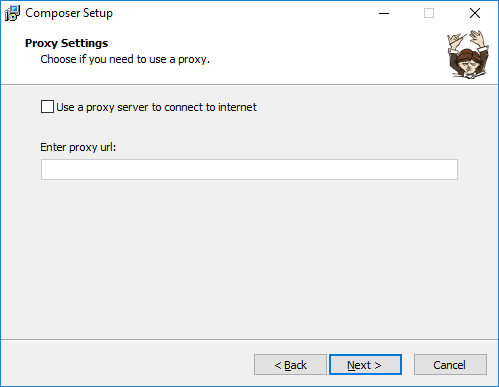 Composer Setup
Proxy Settings
Choose if you need to use a proxy.
Use a proxy server to connect to internet
Enter proxy url:
< Back
Next >
Cancel